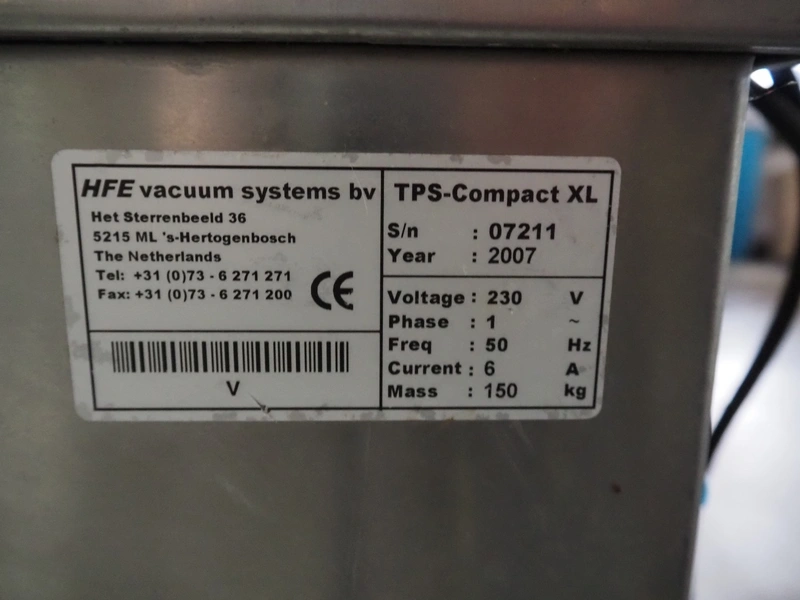 HFE vacuum systems bv
Het Sterrenbeeld 36
5215 ML 's-Hertogenbosch
The Netherlands
Tel: +31 (0)73 - 6 271 271
Fax: +31 (0)73 - 6 271 200
CE
V
TPS-Compact XL
S/n : 07211
Year : 2007
Voltage : 230 V
Phase : 1 ~
Freq : 50 Hz
Current : 6 A
Mass : 150 kg